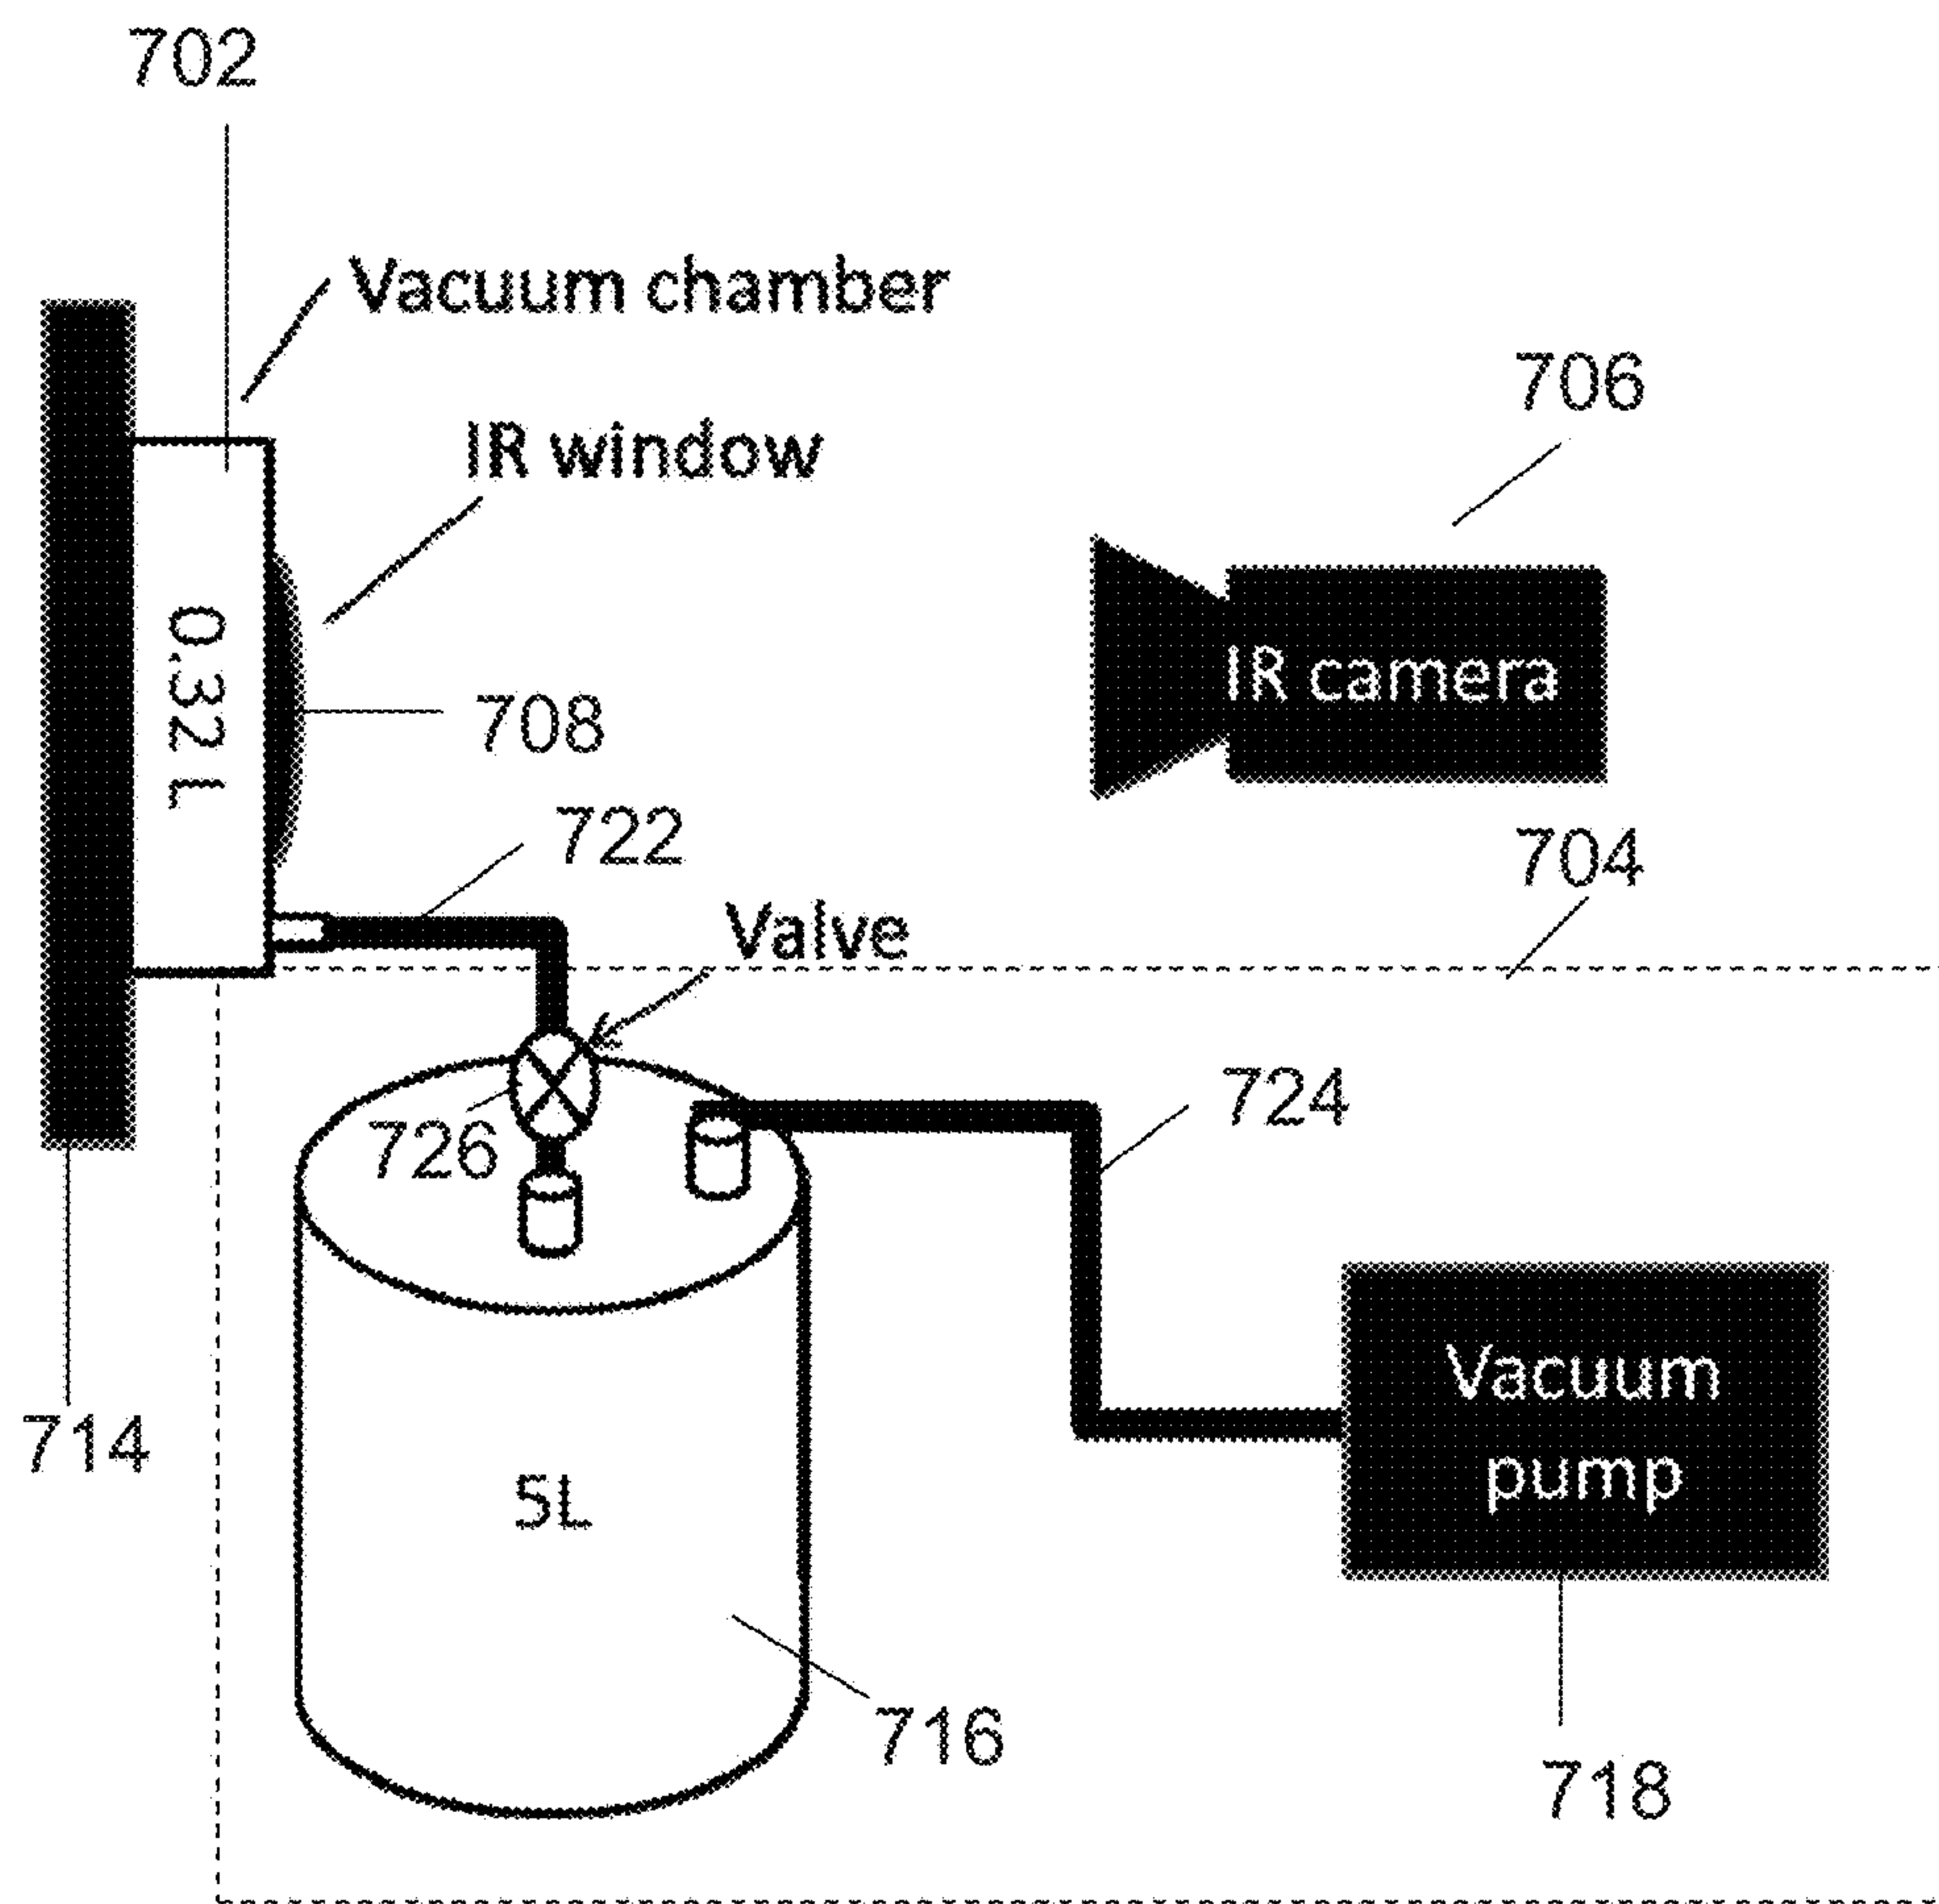 702
Vacuum chamber
706
IR window
0.32 L
IR camera
708
722
704
Valve
724
726
Vacuum
pump
714
5L
716
718